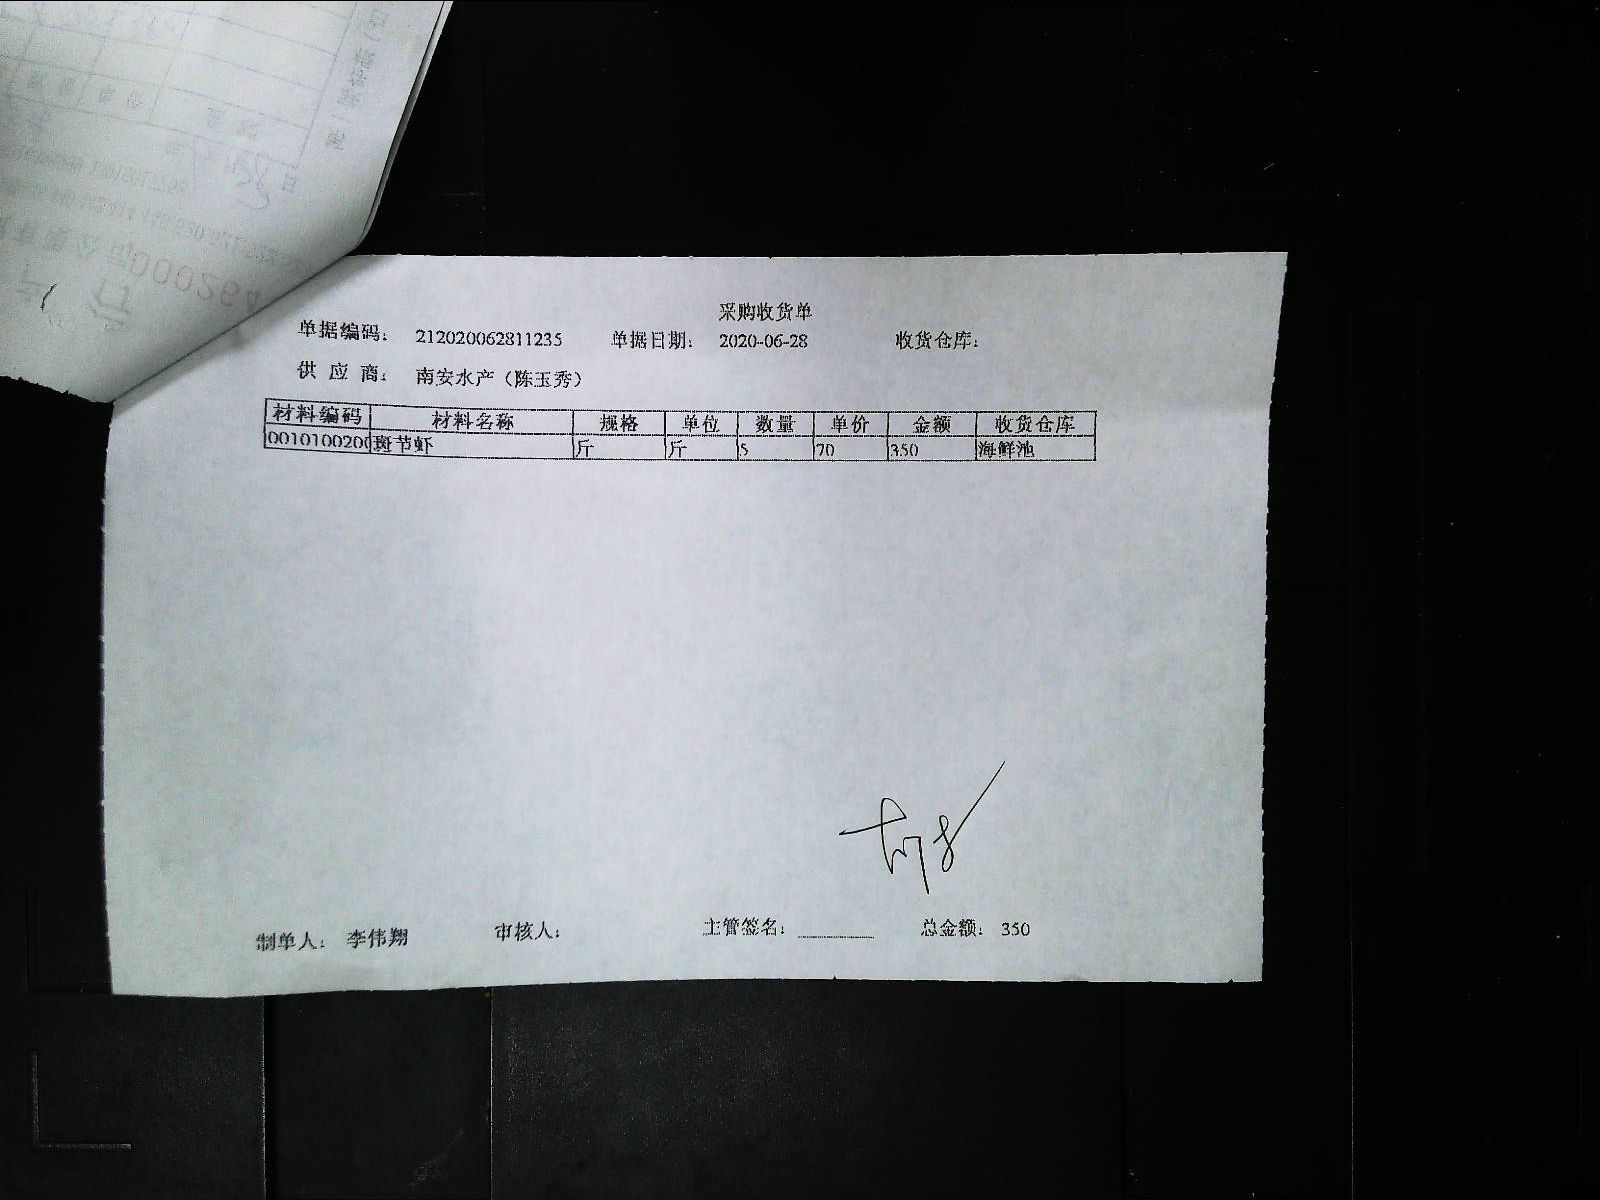 采购收货单
单据编码: 212020062811235 单据日期: 2020-06-28 收货仓库:
供应商: 南安水产（陈玉秀）
材料编码 材料名称 规格 单位 数量 单价 金额 收货仓库
0010100200 斑节虾 斤 斤 5 70 350 海鲜池
制单人: 李伟翔 审核人: 主管签名: 总金额: 350